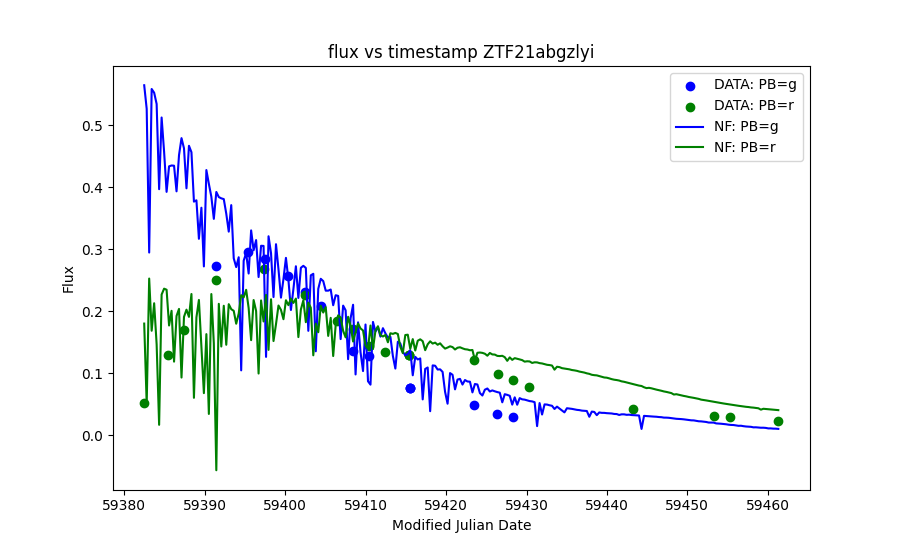 flux vs timestamp ZTF21abgzlyi
DATA: PB=g
DATA: PB=r
NF: PB=g
NF: PB=r
Flux
0.5
0.4
0.3
0.2
0.1
0.0
59380 59390 59400 59410 59420 59430 59440 59450 59460
Modified Julian Date